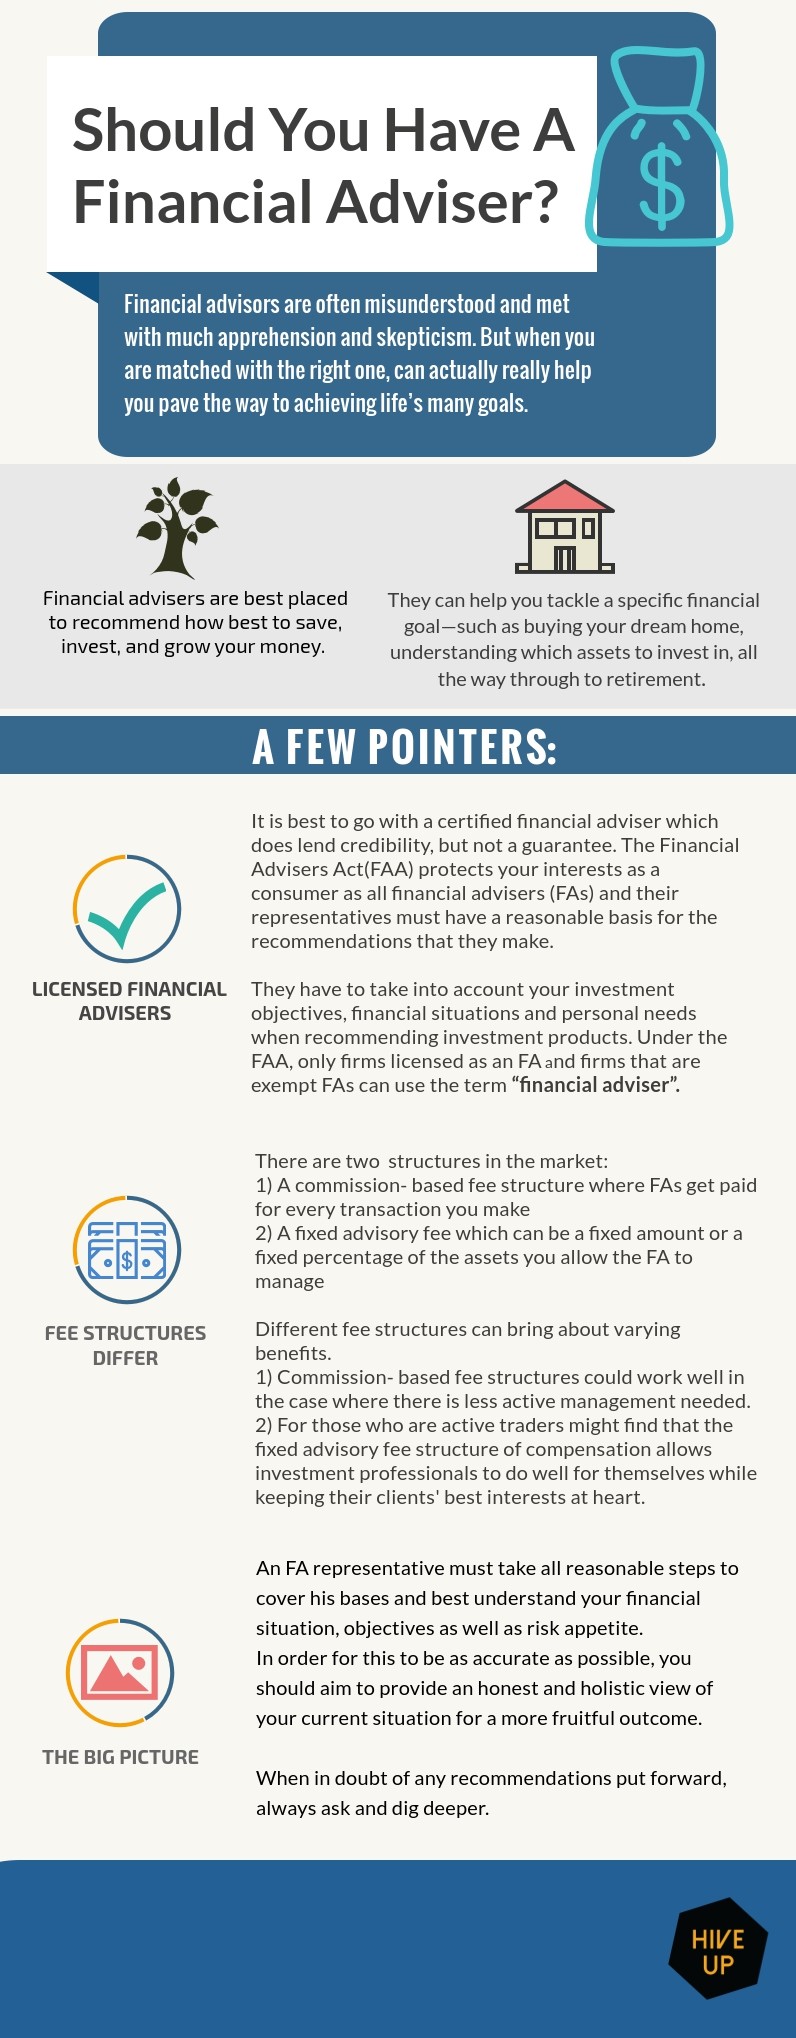 Should You Have A
Financial Adviser?
$
Financial advisors are often misunderstood and met
with much apprehension and skepticism. But when you
are matched with the right one, can actually really help
you pave the way to achieving life’s many goals.
Financial advisers are best placed
to recommend how best to save,
invest, and grow your money.
They can help you tackle a specific financial
goal—such as buying your dream home,
understanding which assets to invest in, all
the way through to retirement.
A FEW POINTERS:
LICENSED FINANCIAL
ADVISERS
It is best to go with a certified financial adviser which
does lend credibility, but not a guarantee. The Financial
Advisers Act(FAA) protects your interests as a
consumer as all financial advisers (FAs) and their
representatives must have a reasonable basis for the
recommendations that they make.
They have to take into account your investment
objectives, financial situations and personal needs
when recommending investment products. Under the
FAA, only firms licensed as an FA and firms that are
exempt FAs can use the term “financial adviser”.
$
FEE STRUCTURES
DIFFER
There are two  structures in the market:
1) A commission- based fee structure where FAs get paid
for every transaction you make
2) A fixed advisory fee which can be a fixed amount or a
fixed percentage of the assets you allow the FA to
manage
Different fee structures can bring about varying
benefits.
1) Commission- based fee structures could work well in
the case where there is less active management needed.
2) For those who are active traders might find that the
fixed advisory fee structure of compensation allows
investment professionals to do well for themselves while
keeping their clients' best interests at heart.
THE BIG PICTURE
An FA representative must take all reasonable steps to
cover his bases and best understand your financial
situation, objectives as well as risk appetite.
In order for this to be as accurate as possible, you
should aim to provide an honest and holistic view of
your current situation for a more fruitful outcome.
When in doubt of any recommendations put forward,
always ask and dig deeper.
HIVE
UP